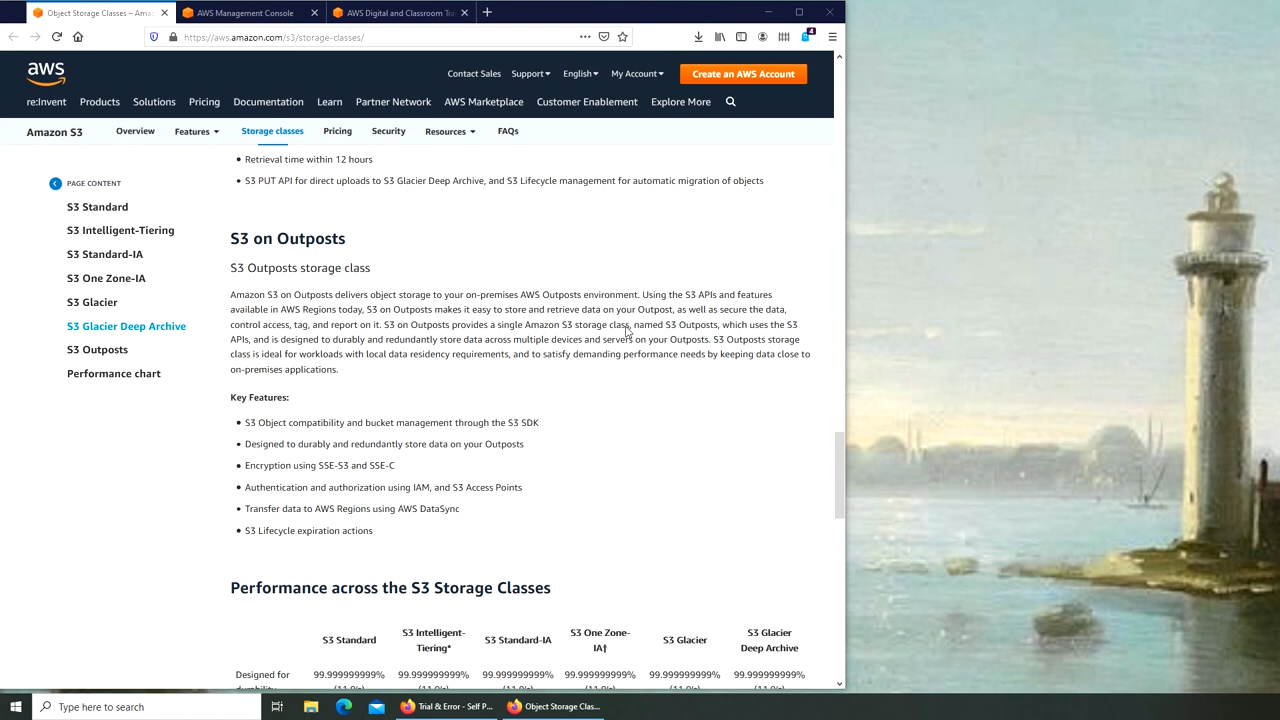 Object Storage Classes – Ama
AWS Management Console
AWS Digital and Classroom Tra
https://aws.amazon.com/s3/storage-classes/
4
aws
Contact Sales Support English My Account Create an AWS Account
re:Invent Products Solutions Pricing Documentation Learn Partner Network AWS Marketplace Customer Enablement Explore More
Amazon S3 Overview Features Storage classes Pricing Security Resources FAQs
PAGE CONTENT
S3 Standard
S3 Intelligent-Tiering
S3 Standard-IA
S3 One Zone-IA
S3 Glacier
S3 Glacier Deep Archive
S3 Outposts
Performance chart
Retrieval time within 12 hours
S3 PUT API for direct uploads to S3 Glacier Deep Archive, and S3 Lifecycle management for automatic migration of objects
S3 on Outposts
S3 Outposts storage class
Amazon S3 on Outposts delivers object storage to your on-premises AWS Outposts environment. Using the S3 APIs and features
available in AWS Regions today, S3 on Outposts makes it easy to store and retrieve data on your Outpost, as well as secure the data,
control access, tag, and report on it. S3 on Outposts provides a single Amazon S3 storage class, named S3 Outposts, which uses the S3
APIs, and is designed to durably and redundantly store data across multiple devices and servers on your Outposts. S3 Outposts storage
class is ideal for workloads with local data residency requirements, and to satisfy demanding performance needs by keeping data close to
on-premises applications.
Key Features:
S3 Object compatibility and bucket management through the S3 SDK
Designed to durably and redundantly store data on your Outposts
Encryption using SSE-S3 and SSE-C
Authentication and authorization using IAM, and S3 Access Points
Transfer data to AWS Regions using AWS DataSync
S3 Lifecycle expiration actions
Performance across the S3 Storage Classes
S3 Standard
S3 Intelligent-
Tiering*
S3 Standard-IA
S3 One Zone-
IA†
S3 Glacier
S3 Glacier
Deep Archive
Designed for
99.999999999% 99.999999999% 99.999999999% 99.999999999% 99.999999999% 99.999999999%
Type here to search
Trial & Error - Self P...
Object Storage Clas...